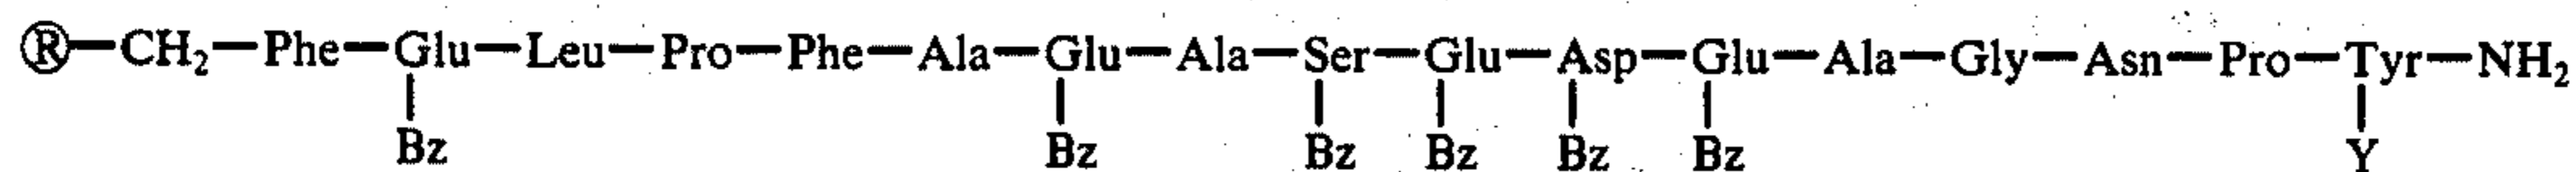 Ⓡ—CH₂—Phe—Glu—Leu—Pro—Phe—Ala—Glu—Ala—Ser—Glu—Asp—Glu—Ala—Gly—Asn—Pro—Tyr—NH₂
Bz Bz Bz Bz Bz Bz Y